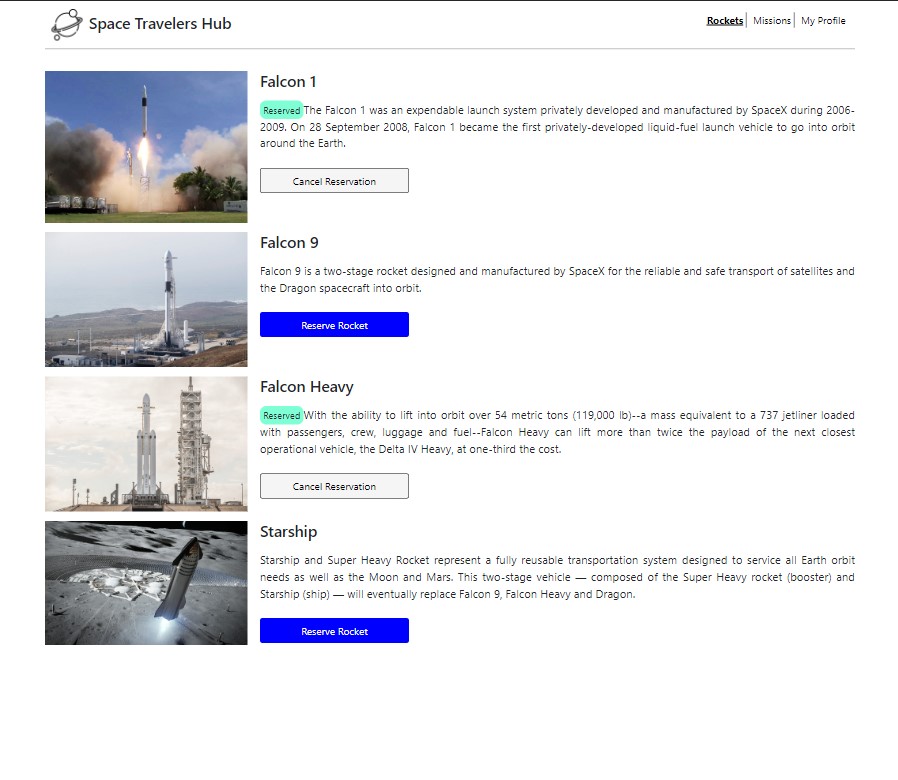 Space Travelers Hub
Rockets Missions My Profile
Falcon 1
Reserved The Falcon 1 was an expendable launch system privately developed and manufactured by SpaceX during 2006-
2009. On 28 September 2008, Falcon 1 became the first privately-developed liquid-fuel launch vehicle to go into orbit
around the Earth.
Cancel Reservation
Falcon 9
Falcon 9 is a two-stage rocket designed and manufactured by SpaceX for the reliable and safe transport of satellites and
the Dragon spacecraft into orbit.
Reserve Rocket
Falcon Heavy
Reserved With the ability to lift into orbit over 54 metric tons (119,000 lb)--a mass equivalent to a 737 jetliner loaded
with passengers, crew, luggage and fuel--Falcon Heavy can lift more than twice the payload of the next closest
operational vehicle, the Delta IV Heavy, at one-third the cost.
Cancel Reservation
Starship
Starship and Super Heavy Rocket represent a fully reusable transportation system designed to service all Earth orbit
needs as well as the Moon and Mars. This two-stage vehicle — composed of the Super Heavy rocket (booster) and
Starship (ship) — will eventually replace Falcon 9, Falcon Heavy and Dragon.
Reserve Rocket